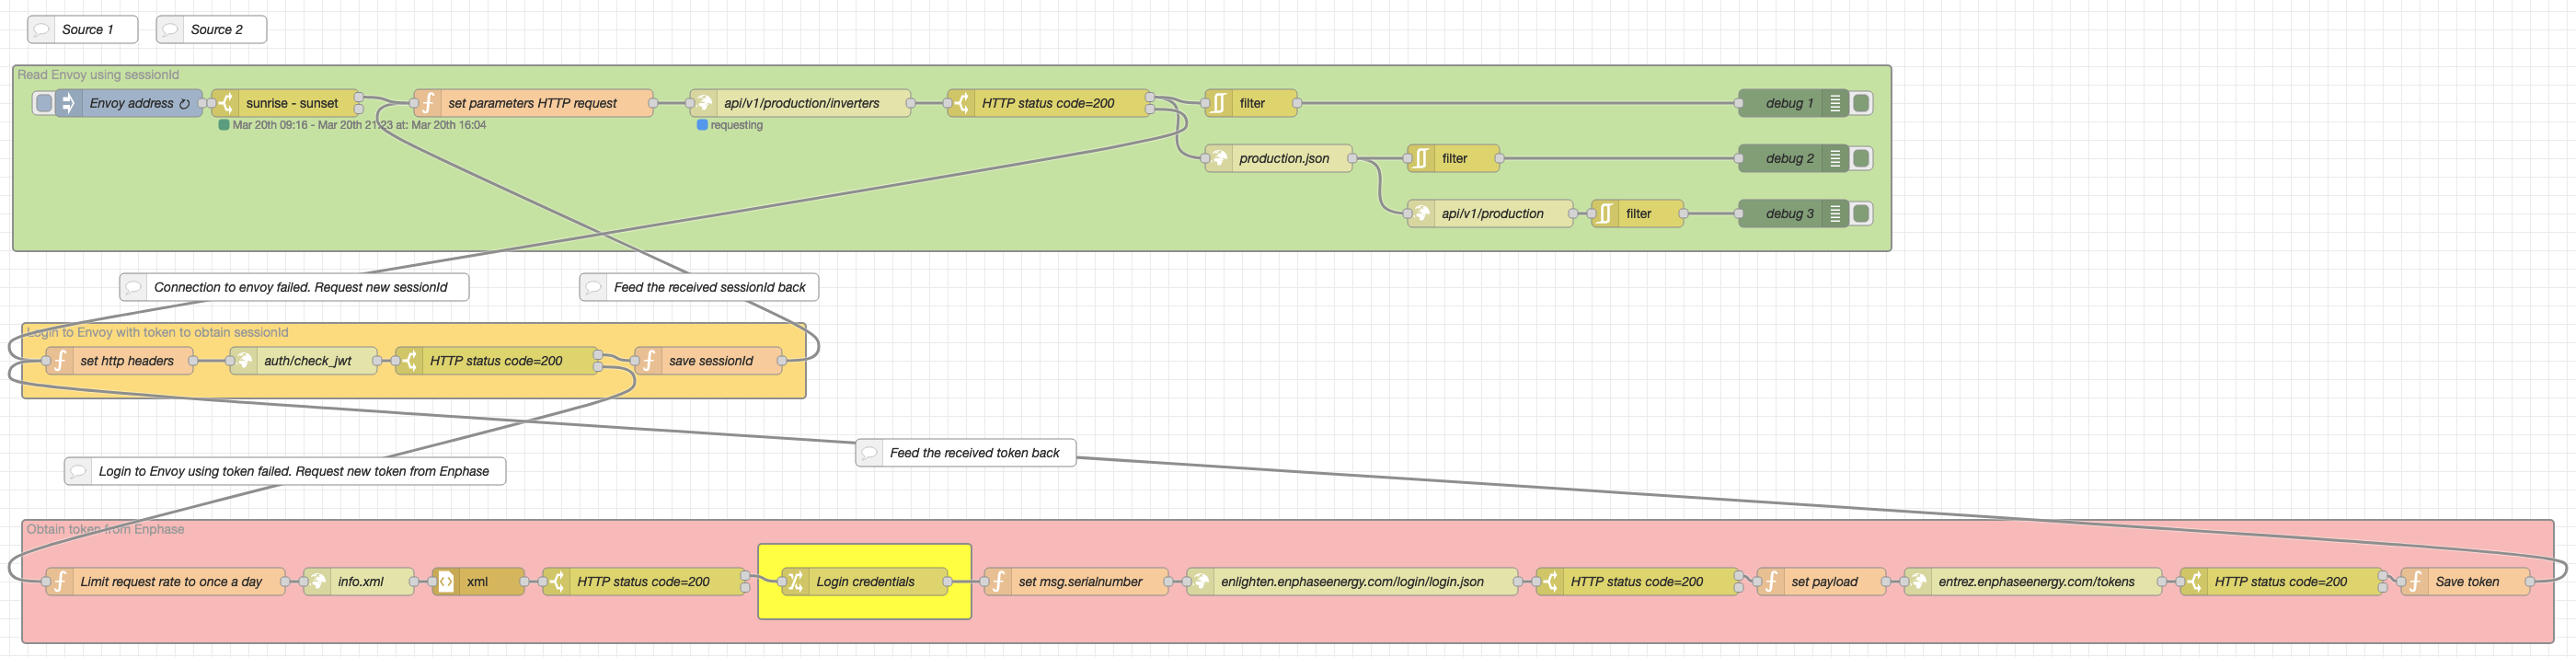 Source 1
Source 2
Read Envoy using sessionId
Envoy address ↻
sunrise - sunset
set parameters HTTP request
api/v1/production/inverters
HTTP status code=200
filter
debug 1
Mar 20th 09:16 - Mar 20th 21:23 at: Mar 20th 16:04
requesting
production.json
filter
debug 2
api/v1/production
filter
debug 3
Connection to envoy failed. Request new sessionId
Feed the received sessionId back
Login to Envoy with token to obtain sessionId
set http headers
auth/check_jwt
HTTP status code=200
save sessionId
Feed the received token back
Login to Envoy using token failed. Request new token from Enphase
Obtain token from Enphase
Limit request rate to once a day
info.xml
xml
HTTP status code=200
Login credentials
set msg.serialnumber
enlighten.enphaseenergy.com/login/login.json
HTTP status code=200
set payload
entrez.enphaseenergy.com/tokens
HTTP status code=200
Save token